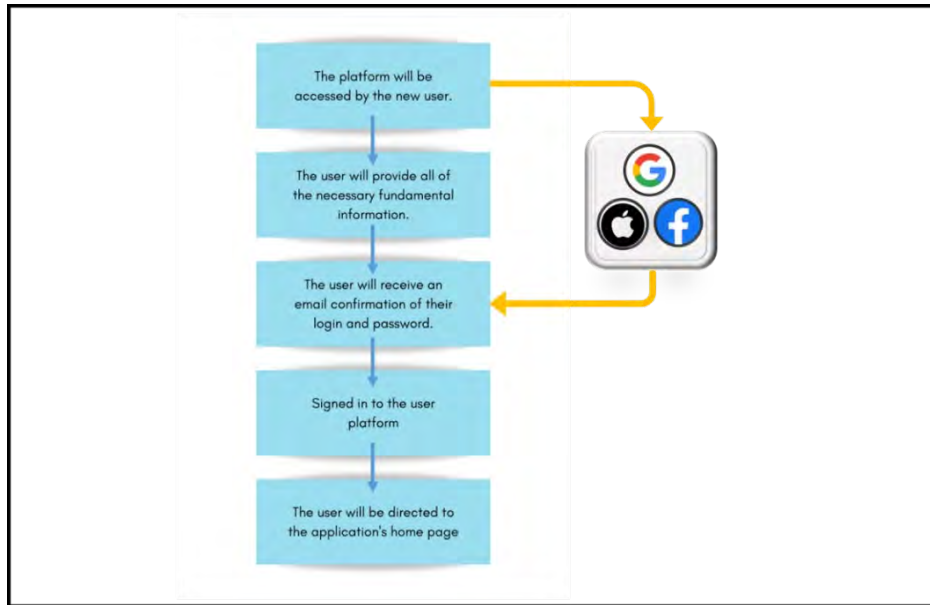 The platform will be
accessed by the new user.
The user will provide all of
the necessary fundamental
information.
The user will receive an
email confirmation of their
login and password.
Signed in to the user
platform
The user will be directed to
the application's home page